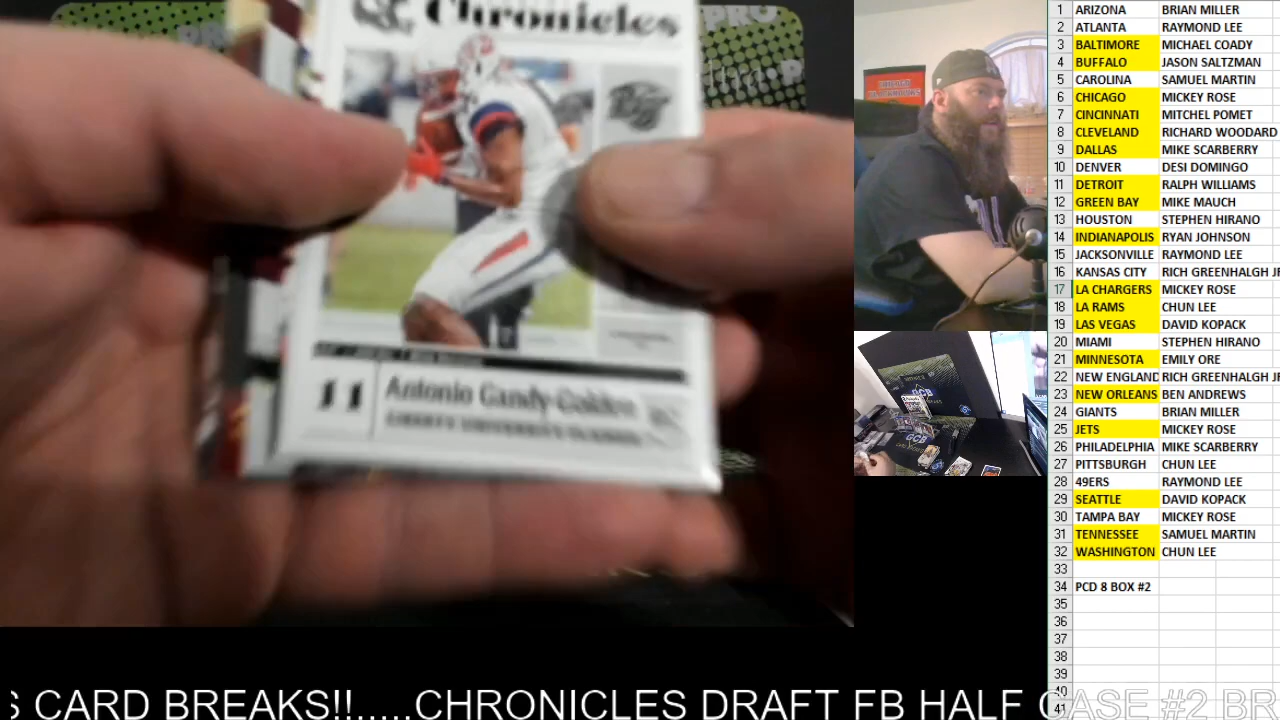 Chronicles
11 Antonio Gandy-Golden
1 ARIZONA BRIAN MILLER
2 ATLANTA RAYMOND LEE
3 BALTIMORE MICHAEL COADY
4 BUFFALO JASON SALTZMAN
5 CAROLINA SAMUEL MARTIN
6 CHICAGO MICKEY ROSE
7 CINCINNATI MITCHEL POMET
8 CLEVELAND RICHARD WOODARD
9 DALLAS MIKE SCARBERRY
10 DENVER DESI DOMINGO
11 DETROIT RALPH WILLIAMS
12 GREEN BAY MIKE MAUCH
13 HOUSTON STEPHEN HIRANO
14 INDIANAPOLIS RYAN JOHNSON
15 JACKSONVILLE RAYMOND LEE
16 KANSAS CITY RICH GREENHALGH JR
17 LA CHARGERS MICKEY ROSE
18 LA RAMS CHUN LEE
19 LAS VEGAS DAVID KOPACK
20 MIAMI STEPHEN HIRANO
21 MINNESOTA EMILY ORE
22 NEW ENGLAND RICH GREENHALGH JR
23 NEW ORLEANS BEN ANDREWS
24 GIANTS BRIAN MILLER
25 JETS MICKEY ROSE
26 PHILADELPHIA MIKE SCARBERRY
27 PITTSBURGH CHUN LEE
28 49ERS RAYMOND LEE
29 SEATTLE DAVID KOPACK
30 TAMPA BAY MICKEY ROSE
31 TENNESSEE SAMUEL MARTIN
32 WASHINGTON CHUN LEE
33
34 PCD 8 BOX #2
35
36
37
38
39
40
41
S CARD BREAKS!!.....CHRONICLES DRAFT FB HALF CASE #2 BR